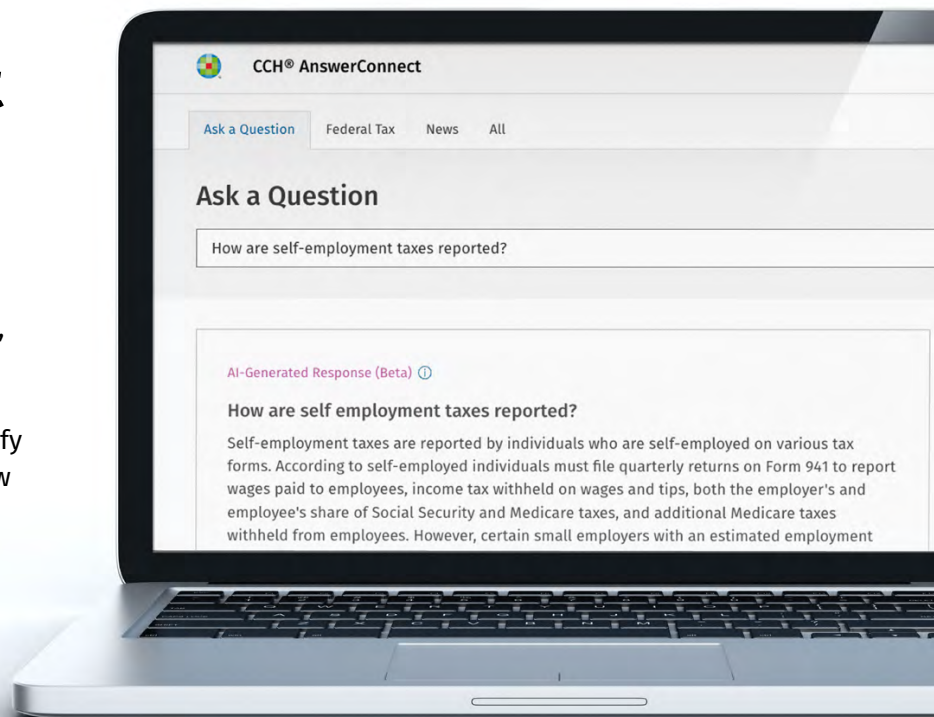 CCH® AnswerConnect
Ask a Question Federal Tax News All
Ask a Question
How are self-employment taxes reported?
AI-Generated Response (Beta)
How are self employment taxes reported?
Self-employment taxes are reported by individuals who are self-employed on various tax
forms. According to self-employed individuals must file quarterly returns on Form 941 to report
wages paid to employees, income tax withheld on wages and tips, both the employer's and
employee's share of Social Security and Medicare taxes, and additional Medicare taxes
withheld from employees. However, certain small employers with an estimated employment